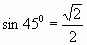 sin 45⁰ = √2/2